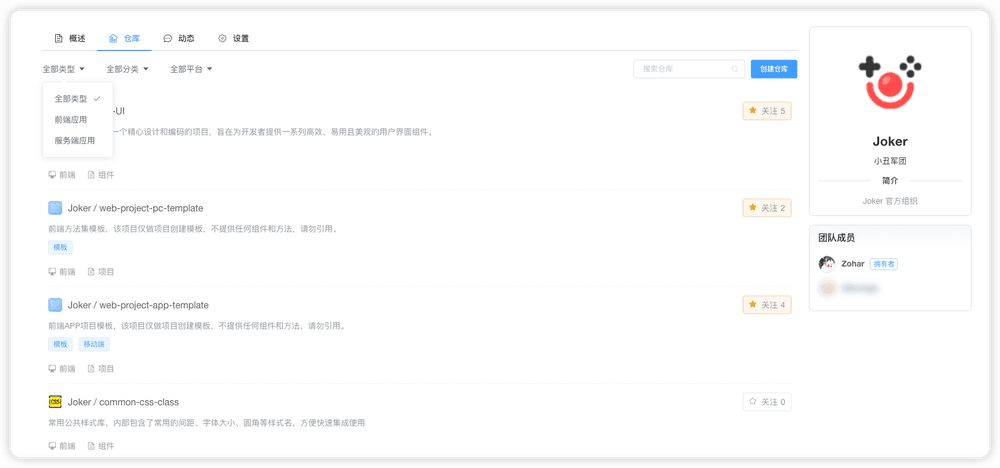 概述 仓库 动态 设置
全部类型 全部分类 全部平台 搜索仓库 创建仓库
全部类型
前端应用
服务端应用
-UI 关注 5
一个精心设计和编码的项目，旨在为开发者提供一系列高效、易用且美观的用户界面组件。
前端 组件
Joker / web-project-pc-template 关注 2
前端方法集模板，该项目仅做项目创建模板，不提供任何组件和方法，请勿引用。
模板
前端 项目
Joker / web-project-app-template 关注 4
前端APP项目模板，该项目仅做项目创建模板，不提供任何组件和方法，请勿引用。
模板 移动端
前端 项目
CSS Joker / common-css-class 关注 0
常用公共样式库，内部包含了常用的间距、字体大小、圆角等样式名，方便快速集成使用
前端 组件
Joker
小丑军团
简介
Joker 官方组织
团队成员
Zohar 拥有者